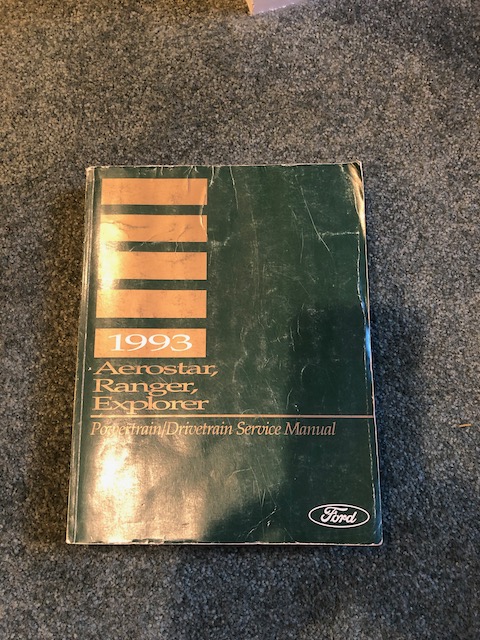 1993
Aerostar,
Ranger,
Explorer
Powertrain/Drivetrain Service Manual
Ford